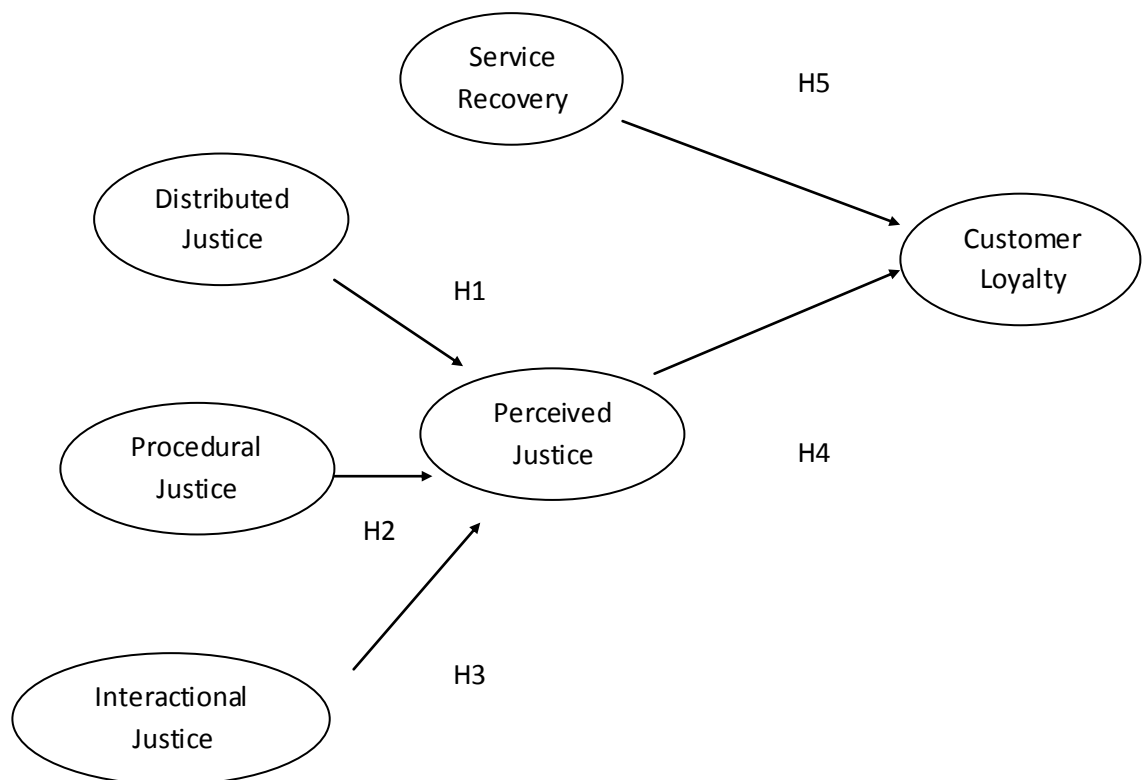 Service
Recovery
H5
Distributed
Justice
Customer
Loyalty
H1
Perceived
Justice
Procedural
Justice
H4
H2
H3
Interactional
Justice